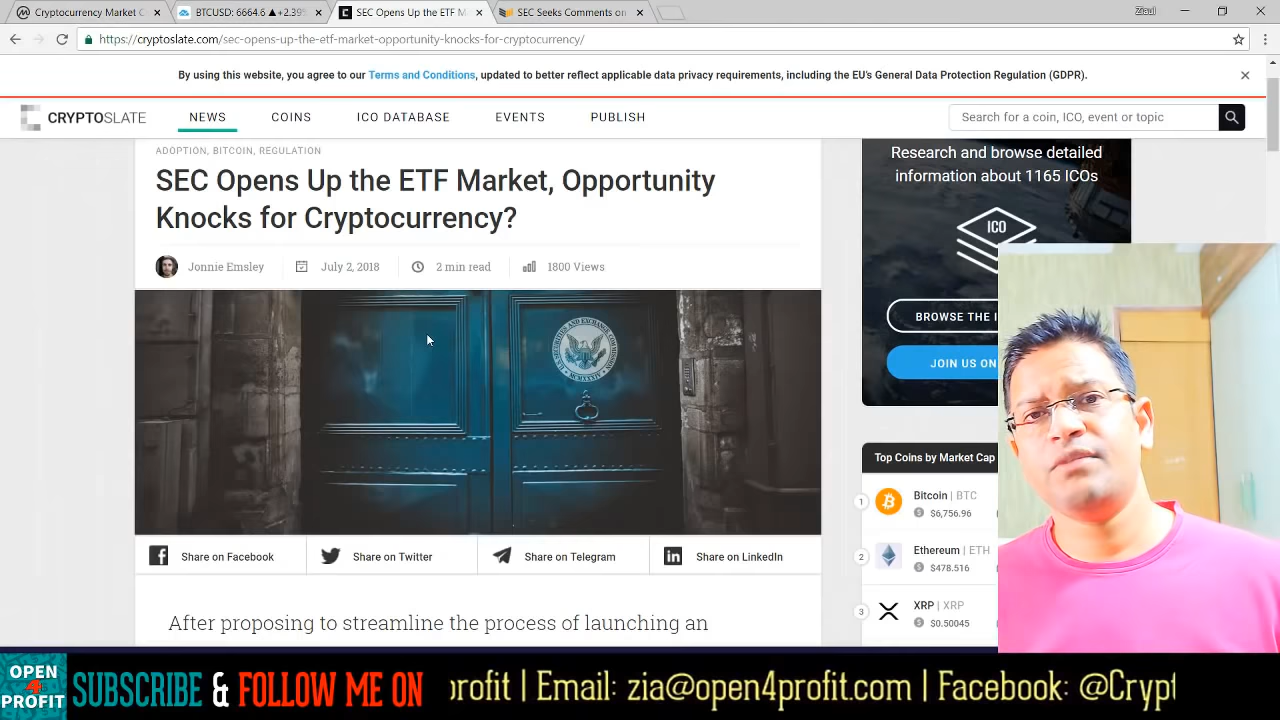 Cryptocurrency Market C
BTCUSD: 6664.6 ▲+2.39%
SEC Opens Up the ETF M
SEC Seeks Comments on
https://cryptoslate.com/sec-opens-up-the-etf-market-opportunity-knocks-for-cryptocurrency/
By using this website, you agree to our Terms and Conditions, updated to better reflect applicable data privacy requirements, including the EU's General Data Protection Regulation (GDPR).
CRYPTOSLATE
NEWS
COINS
ICO DATABASE
EVENTS
PUBLISH
Search for a coin, ICO, event or topic
ADOPTION, BITCOIN, REGULATION
SEC Opens Up the ETF Market, Opportunity
Knocks for Cryptocurrency?
Jonnie Emsley
July 2, 2018
2 min read
1800 Views
Share on Facebook
Share on Twitter
Share on Telegram
Share on LinkedIn
After proposing to streamline the process of launching an
Research and browse detailed
information about 1165 ICOs
ICO
BROWSE THE I
JOIN US ON
Top Coins by Market Cap
1
Bitcoin | BTC
$6,756.96
2
Ethereum | ETH
$478.516
3
XRP | XRP
$0.50045
OPEN
4
PROFIT
SUBSCRIBE & FOLLOW ME ON
profit | Email: zia@open4profit.com | Facebook: @Crypt